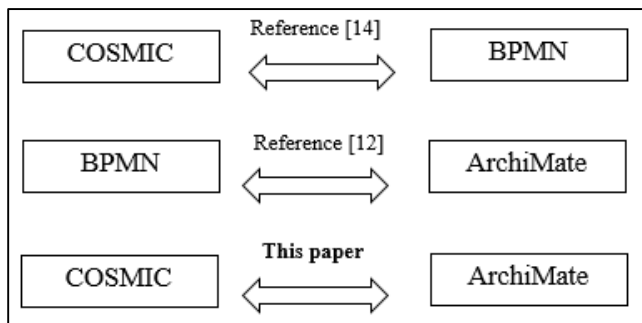 Reference [14]
COSMIC
BPMN
Reference [12]
BPMN
ArchiMate
This paper
COSMIC
ArchiMate